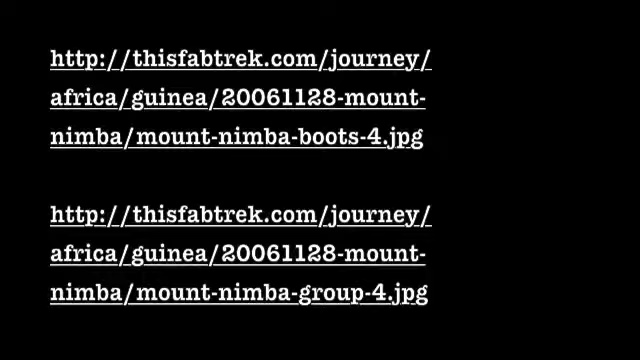 http://thisfabtrek.com/journey/
africa/guinea/20061128-mount-
nimba/mount-nimba-boots-4.jpg
http://thisfabtrek.com/journey/
africa/guinea/20061128-mount-
nimba/mount-nimba-group-4.jpg